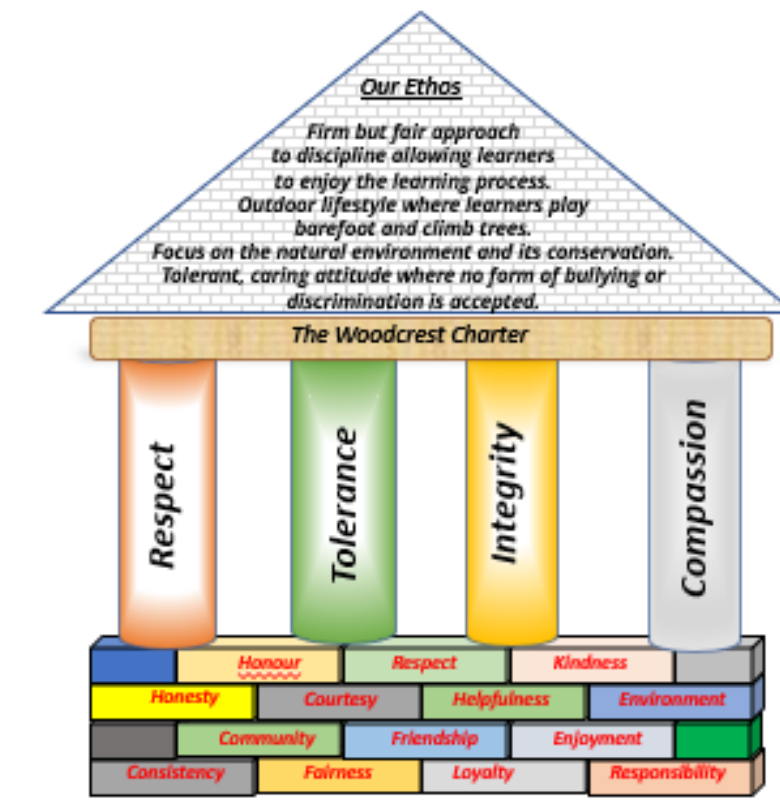 Our Ethos
Firm but fair approach
to discipline allowing learners
to enjoy the learning process.
Outdoor lifestyle where learners play
barefoot and climb trees.
Focus on the natural environment and its conservation.
Tolerant, caring attitude where no form of bullying or
discrimination is accepted.
The Woodcrest Charter
Respect
Tolerance
Integrity
Compassion
Honour Respect Kindness
Honesty Courtesy Helpfulness Environment
Community Friendship Enjoyment
Consistency Fairness Loyalty Responsibility